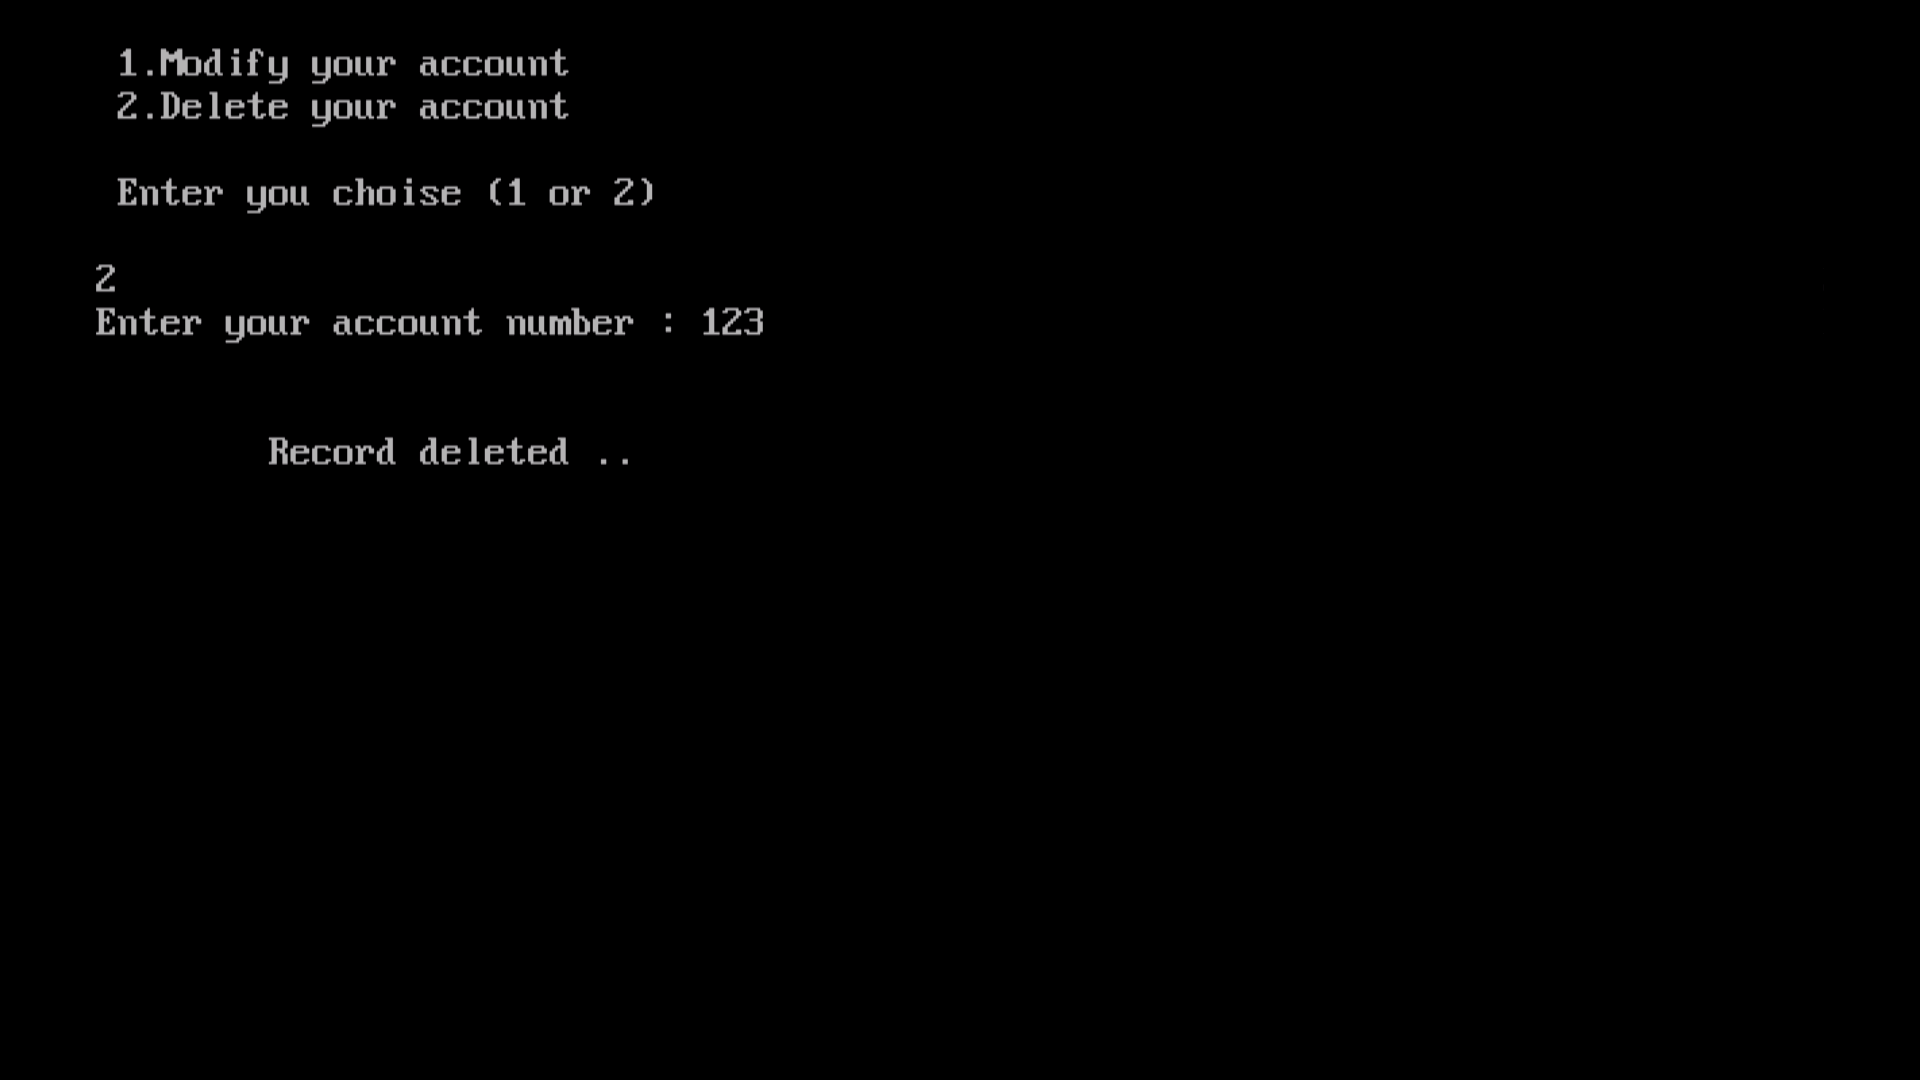 1.Modify your account
2.Delete your account
Enter you choise (1 or 2)
2
Enter your account number : 123
Record deleted ..